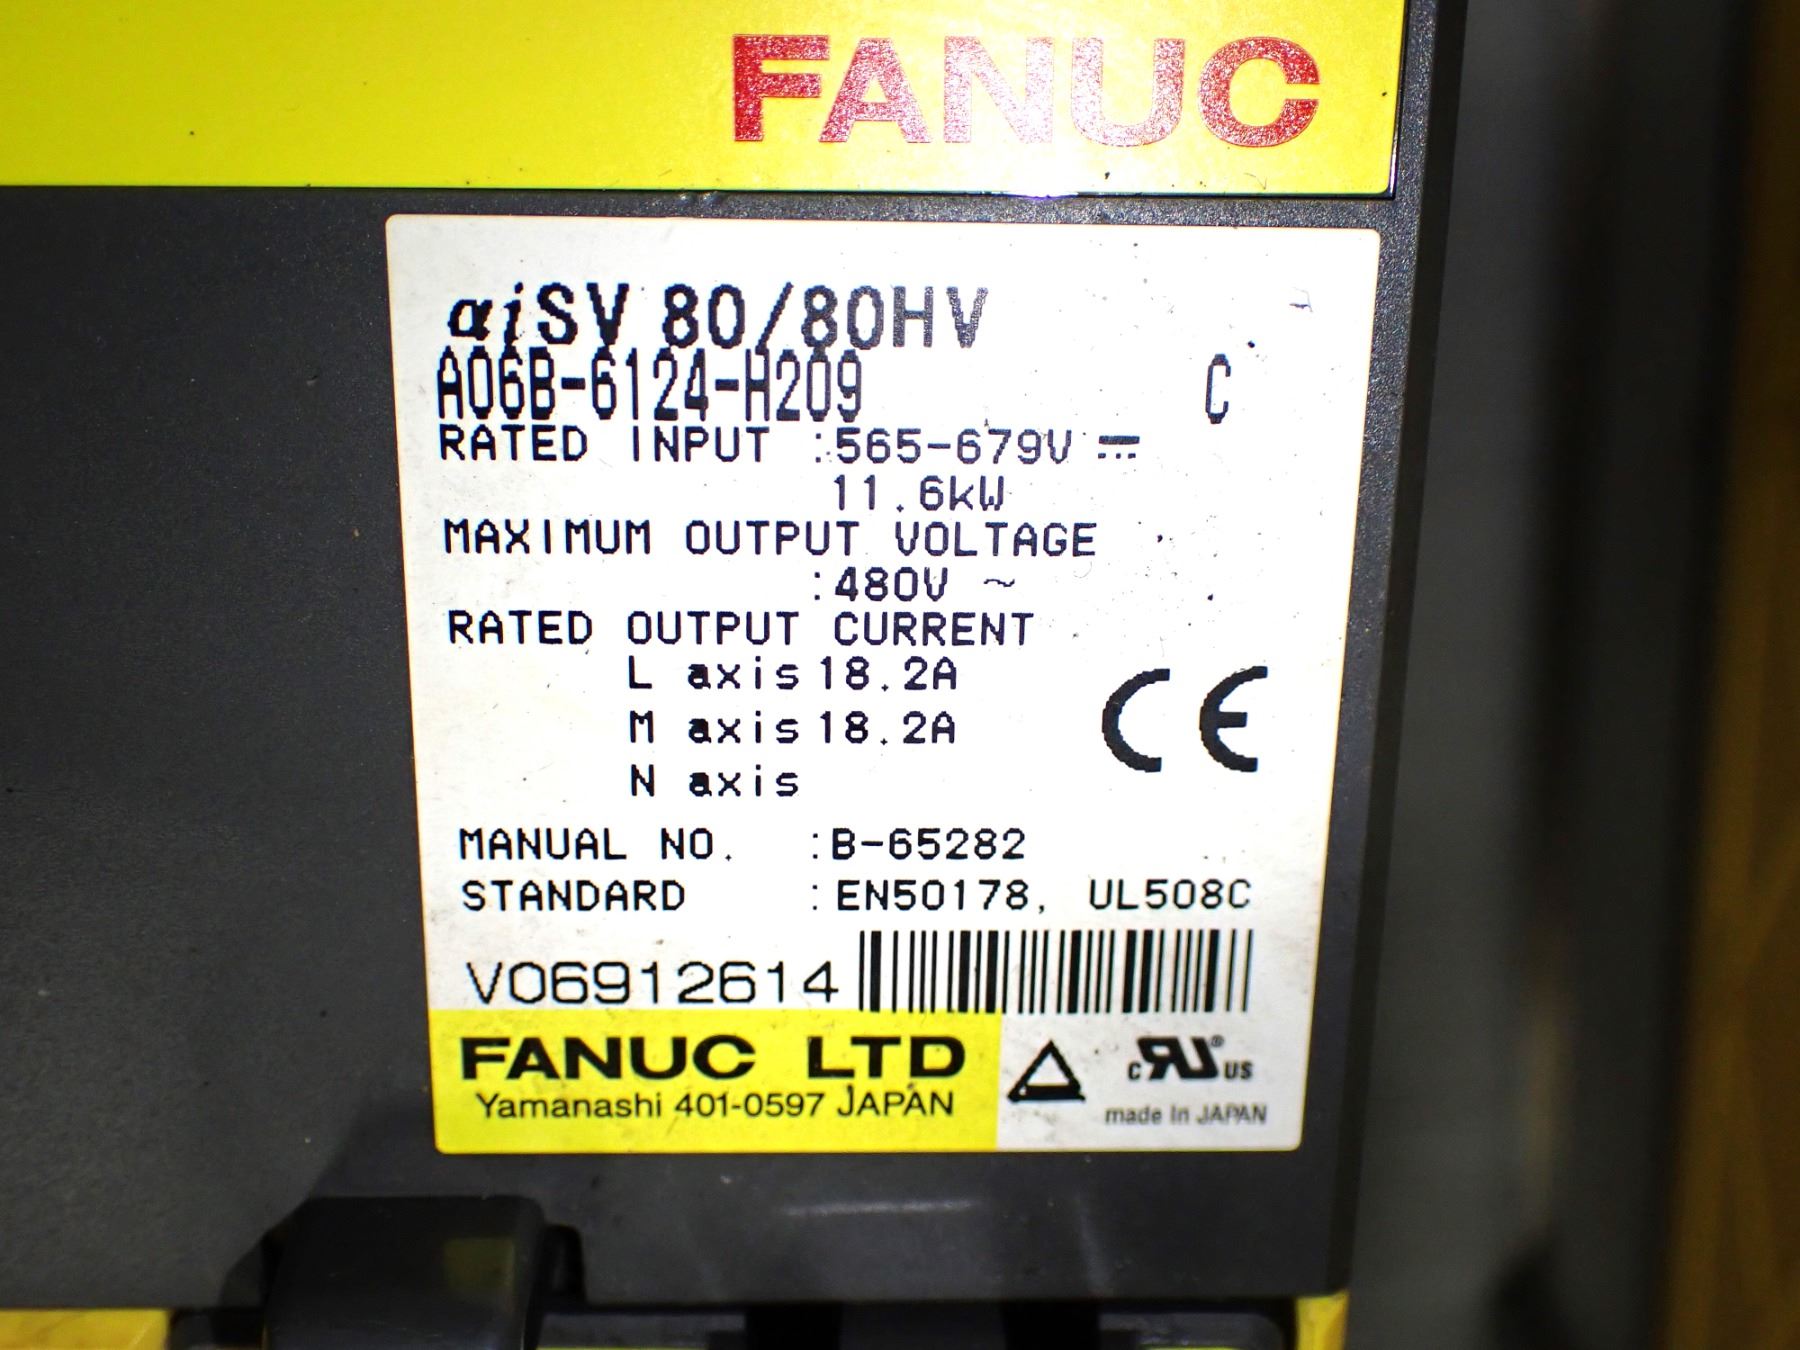 FANUC
αiSV 80/80HV
A06B-6124-H209 C
RATED INPUT :565-679V ⎓
11.6kW
MAXIMUM OUTPUT VOLTAGE
:480V ~
RATED OUTPUT CURRENT
L axis 18.2A
M axis 18.2A
N axis
CE
MANUAL NO. :B-65282
STANDARD :EN50178, UL508C
V06912614
FANUC LTD
Yamanashi 401-0597 JAPAN
c RU® US
made in JAPAN